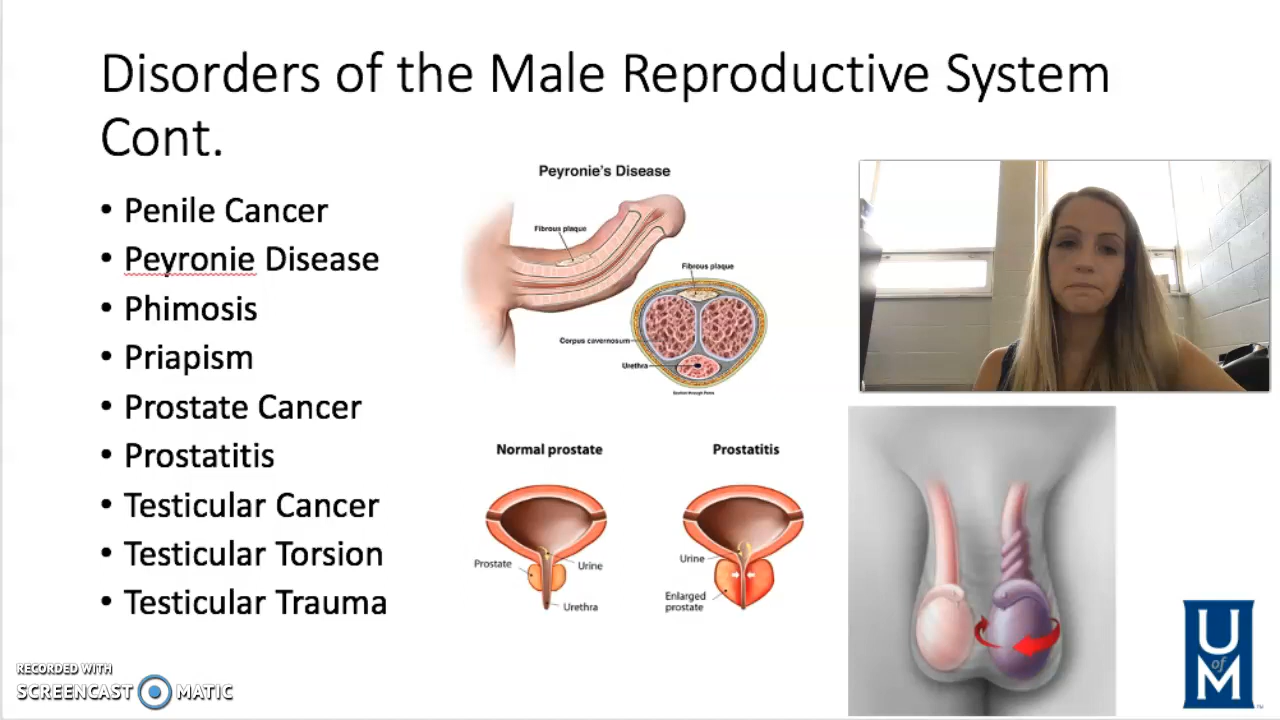 Disorders of the Male Reproductive System
Cont.
• Penile Cancer
• Peyronie Disease
• Phimosis
• Priapism
• Prostate Cancer
• Prostatitis
• Testicular Cancer
• Testicular Torsion
• Testicular Trauma
Peyronie's Disease
Fibrous plaque
Fibrous plaque
Corpus cavernosum
Urethra
Normal prostate
Prostate
Urine
Urethra
Prostatitis
Urine
Enlarged
prostate
RECORDED WITH
SCREENCAST MATIC
U
of
M